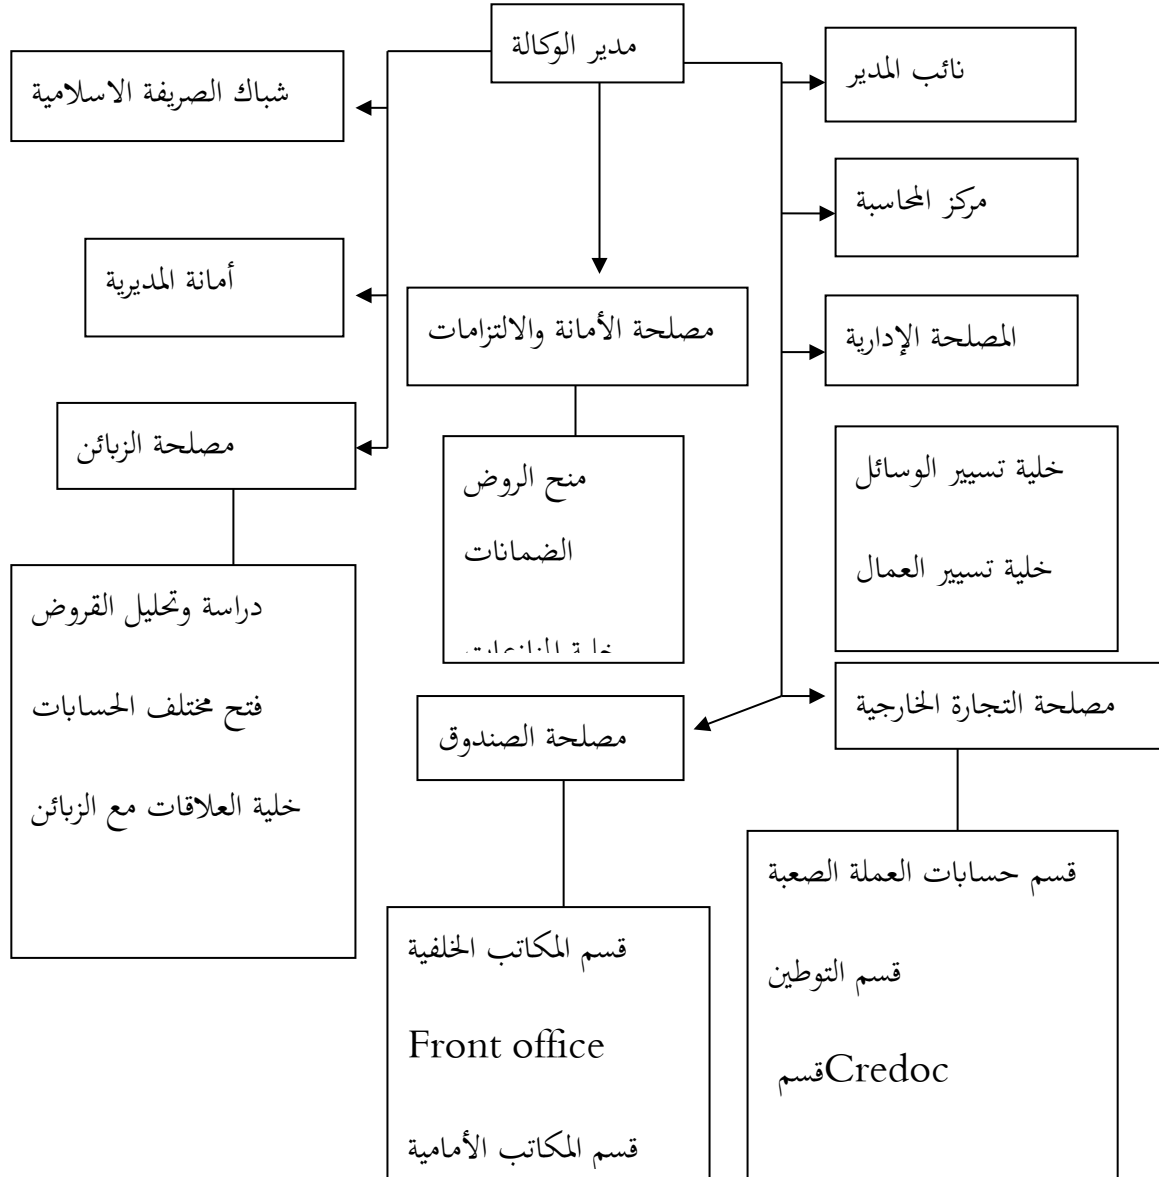 مدير الوكالة
نائب المدير
شباك الصريفة الاسلامية
مركز المحاسبة
أمانة المديرية
مصلحة الأمانة والالتزامات
المصلحة الإدارية
مصلحة الزبائن
منح الروض
الضمانات
خلية تسيير الوسائل
خلية تسيير العمال
دراسة وتحليل القروض
فتح مختلف الحسابات
خلية العلاقات مع الزبائن
مصلحة التجارة الخارجية
مصلحة الصندوق
قسم حسابات العملة الصعبة
قسم التوطين
قسمCredoc
قسم المكاتب الخلفية
Front office
قسم المكاتب الأمامية